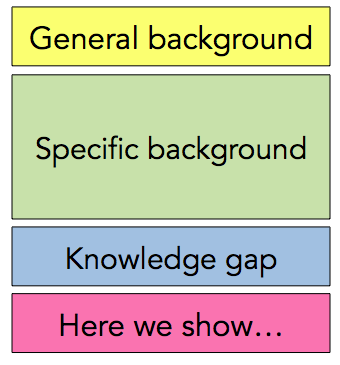 General background
Specific background
Knowledge gap
Here we show…